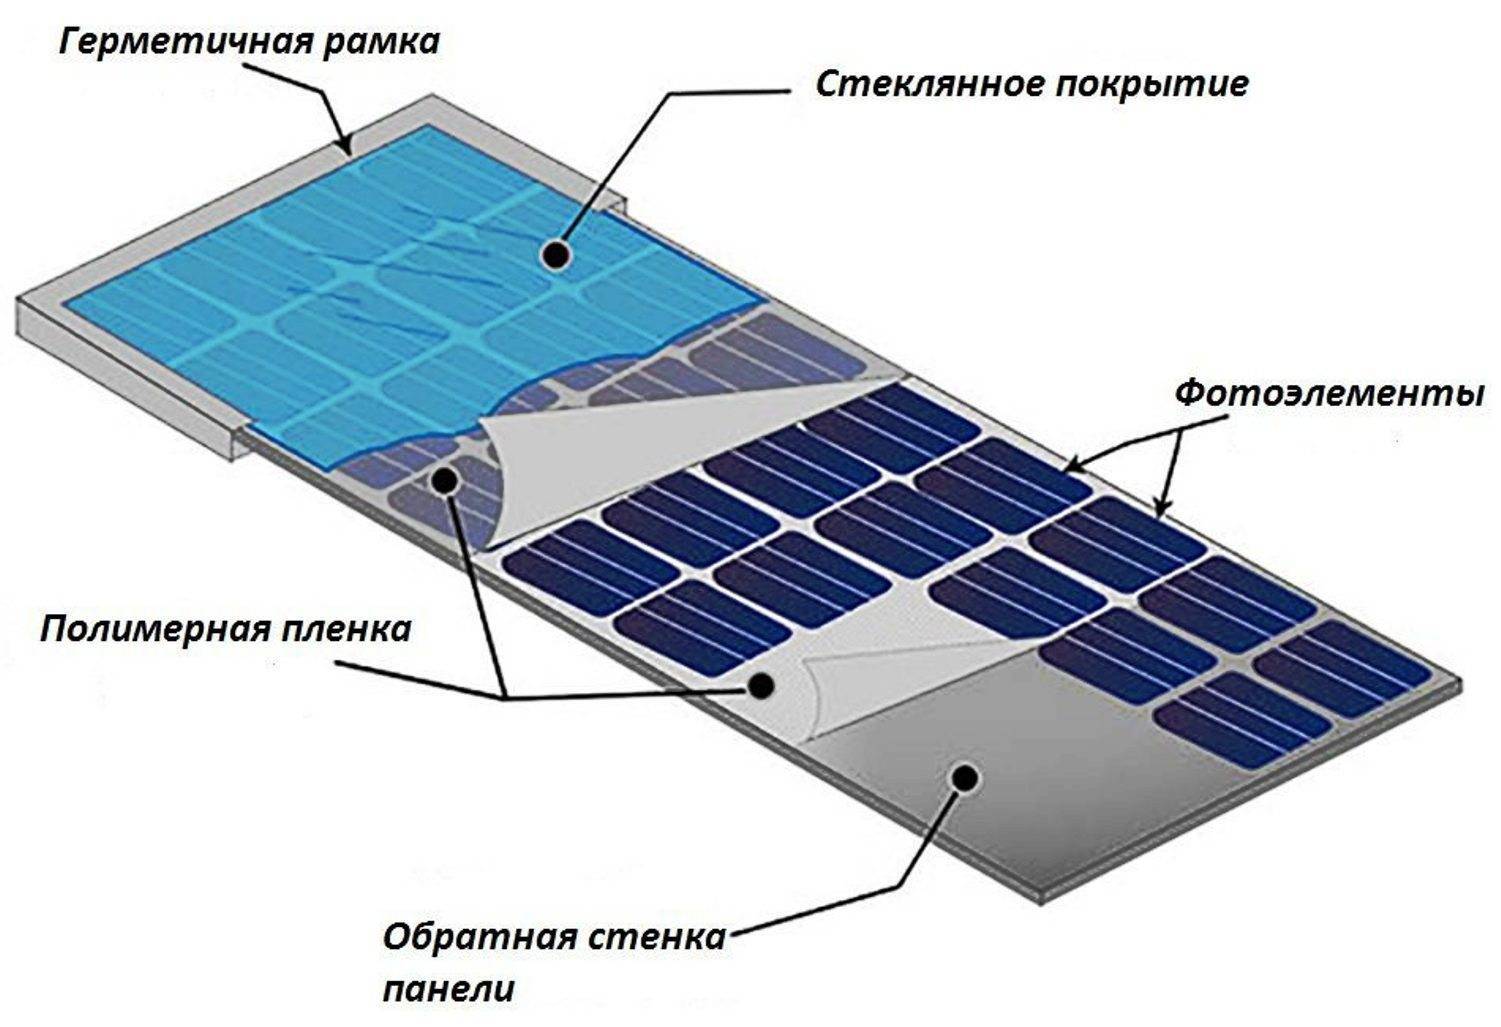 Герметичная рамка
Стеклянное покрытие
Фотоэлементы
Полимерная пленка
Обратная стенка
панели